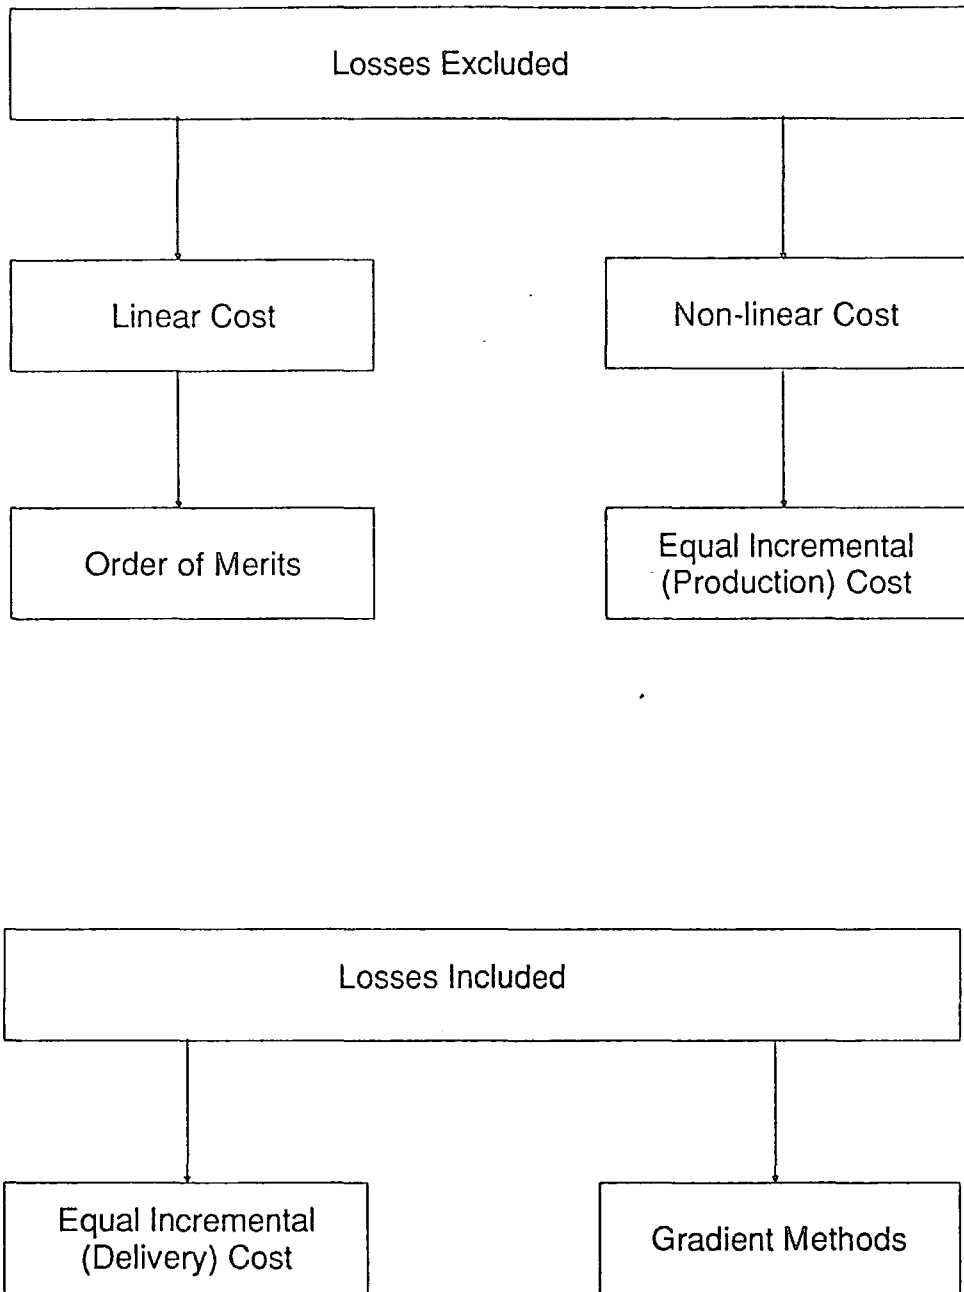 Losses Excluded
Linear Cost
Non-linear Cost
Order of Merits
Equal Incremental
(Production) Cost
Losses Included
Equal Incremental
(Delivery) Cost
Gradient Methods